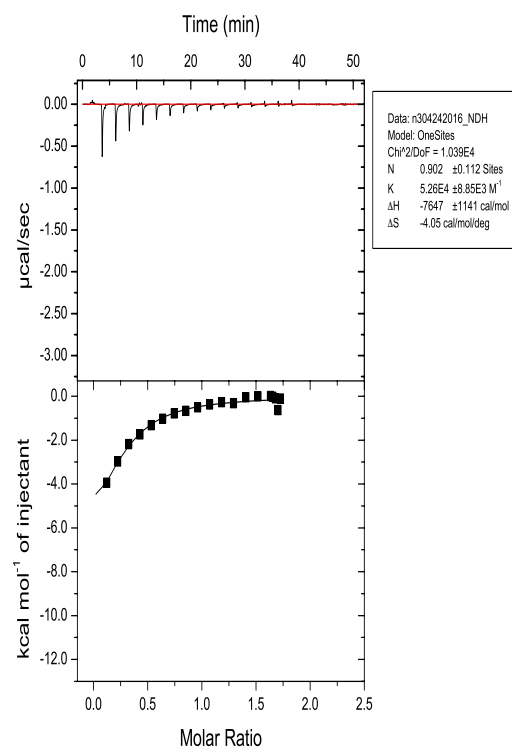 Time (min)
0 10 20 30 40 50
0.00
-0.50
-1.00
-1.50
-2.00
-2.50
-3.00
µcal/sec
Data: n304242016_NDH
Model: OneSites
Chi^2/DoF = 1.039E4
N 0.902 ±0.112 Sites
K 5.26E4 ±8.85E3 M⁻¹
ΔH -7647 ±1141 cal/mol
ΔS -4.05 cal/mol/deg
0.0
-2.0
-4.0
-6.0
-8.0
-10.0
-12.0
kcal mol⁻¹ of injectant
0.0 0.5 1.0 1.5 2.0 2.5
Molar Ratio